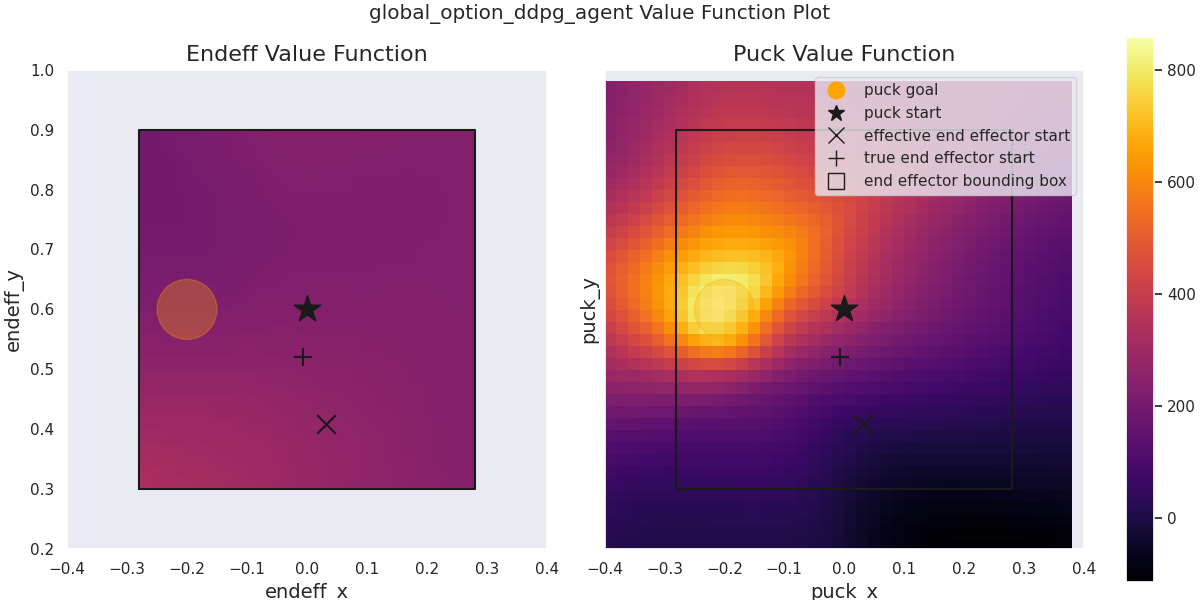 global_option_ddpg_agent Value Function Plot
Endeff Value Function
1.0
0.9
0.8
0.7
0.6
0.5
0.4
0.3
0.2
endeff_y
−0.4 −0.3 −0.2 −0.1 0.0 0.1 0.2 0.3 0.4
endeff_x
Puck Value Function
puck goal
puck start
effective end effector start
true end effector start
end effector bounding box
puck_y
−0.4 −0.3 −0.2 −0.1 0.0 0.1 0.2 0.3 0.4
puck_x
800
600
400
200
0